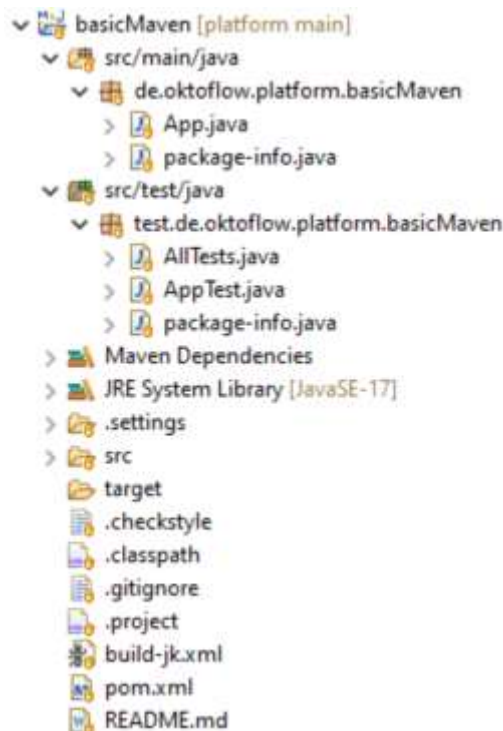 basicMaven [platform main]
src/main/java
de.oktoflow.platform.basicMaven
App.java
package-info.java
src/test/java
test.de.oktoflow.platform.basicMaven
AllTests.java
AppTest.java
package-info.java
Maven Dependencies
JRE System Library [JavaSE-17]
.settings
src
target
.checkstyle
.classpath
.gitignore
.project
build-jk.xml
pom.xml
README.md